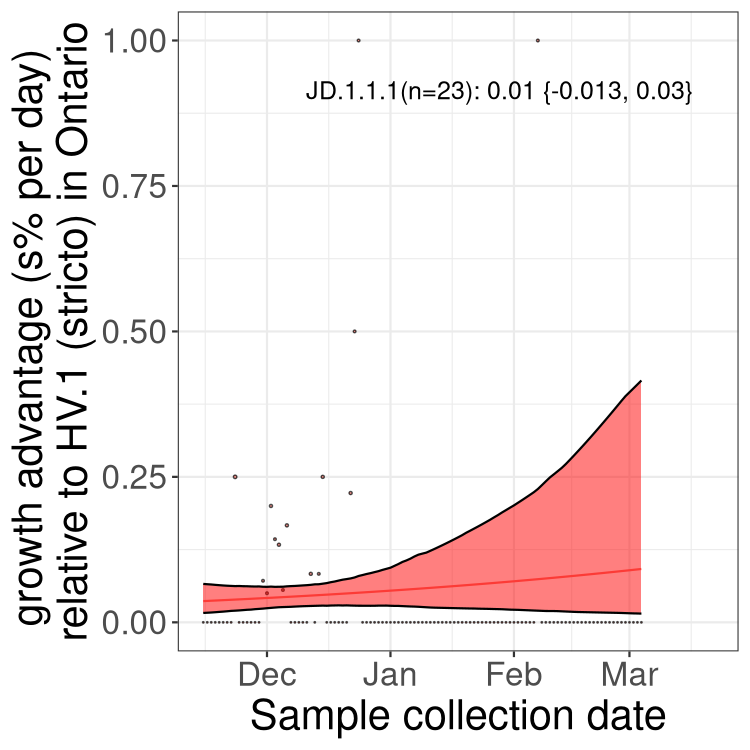 growth advantage (s% per day)
relative to HV.1 (stricto) in Ontario
1.00
JD.1.1.1(n=23): 0.01 {-0.013, 0.03}
0.75
0.50
0.25
0.00
Dec Jan Feb Mar
Sample collection date